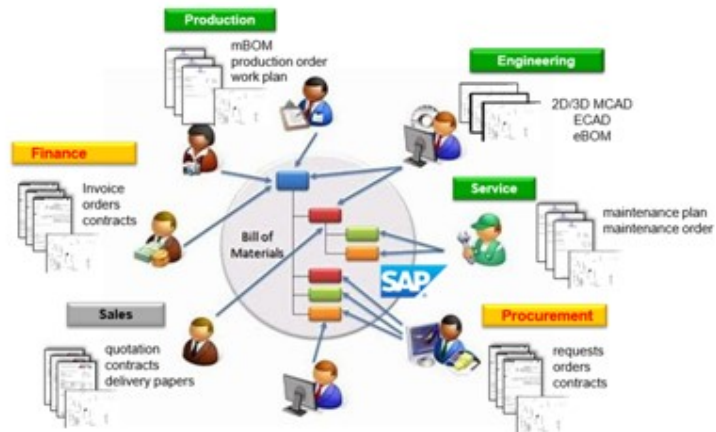 Production
mBOM
production order
work plan
Engineering
2D/3D MCAD
ECAD
eBOM
Finance
Invoice
orders
contracts
Service
maintenance plan
maintenance order
Bill of
Materials
SAP
Sales
quotation
contracts
delivery papers
Procurement
requests
orders
contracts